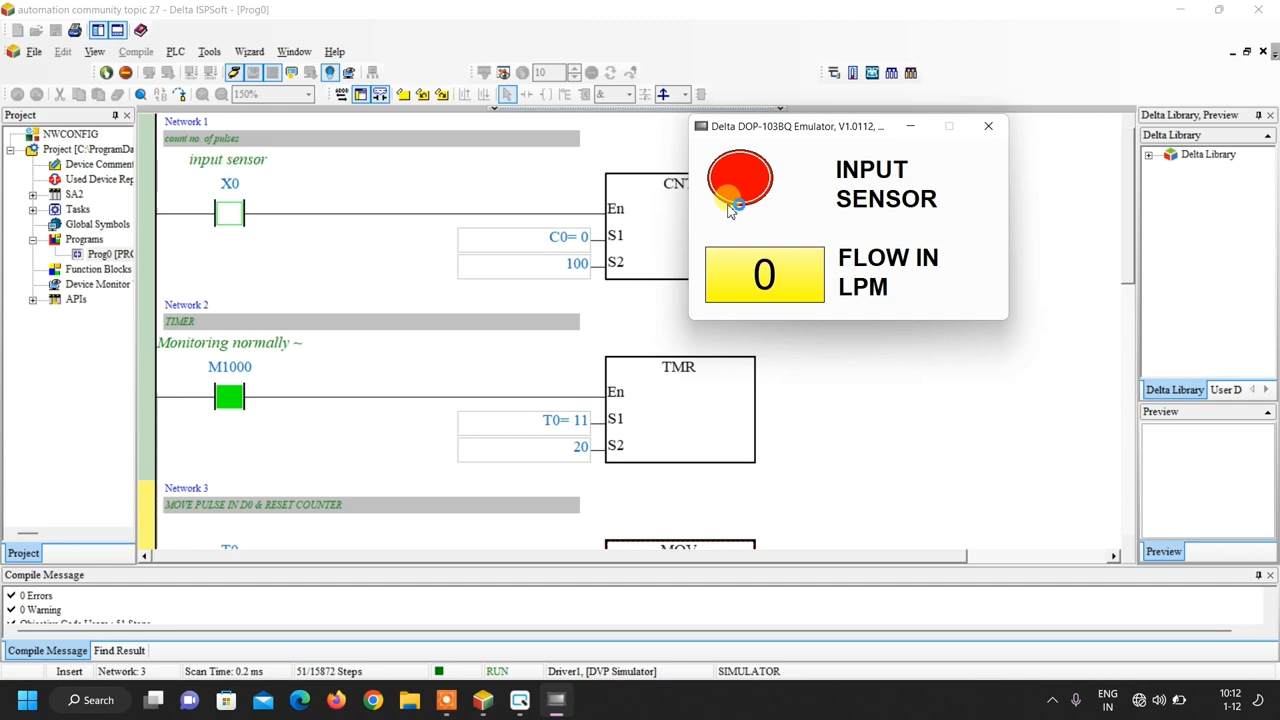 automation community topic 27 - Delta ISPSoft - [Prog0]
File Edit View Compile PLC Tools Wizard Window Help
10
150%
&
Project
NWCONFIG
Project [C:\ProgramDa
Device Comment
Used Device Rep
SA2
Tasks
Global Symbols
Programs
Prog0 [PRC
Function Blocks
Device Monitor
APIs
Project
Network 1
count no. of pulses
input sensor
X0
CN
En
C0= 0 S1
100 S2
Network 2
TIMER
Monitoring normally ~
M1000
TMR
En
T0= 11 S1
20 S2
Network 3
MOVE PULSE IN D0 & RESET COUNTER
T0
MOV
Delta DOP-103BQ Emulator, V1.0112, ...
INPUT
SENSOR
0
FLOW IN
LPM
Delta Library, Preview
Delta Library
Delta Library
Delta Library User D
Preview
Preview
Compile Message
0 Errors
0 Warning
Compile Message Find Result
Insert Network: 3 Scan Time: 0.2 ms 51/15872 Steps RUN Driver1, [DVP Simulator] SIMULATOR
Search
ENG
IN
10:12
1-12